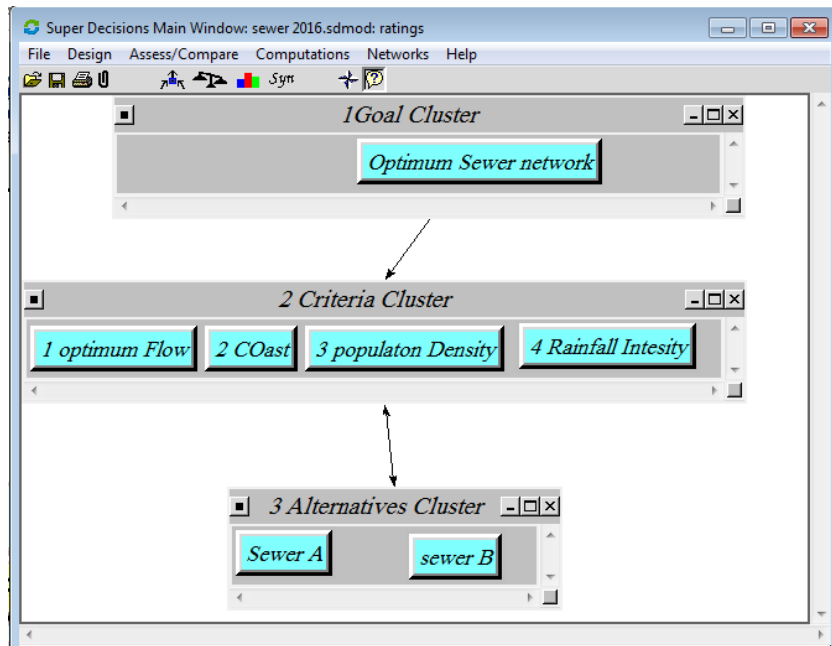 Super Decisions Main Window: sewer 2016.sdmod: ratings
File Design Assess/Compare Computations Networks Help
Syn
1Goal Cluster
Optimum Sewer network
2 Criteria Cluster
1 optimum Flow 2 COast 3 populaton Density 4 Rainfall Intesity
3 Alternatives Cluster
Sewer A sewer B